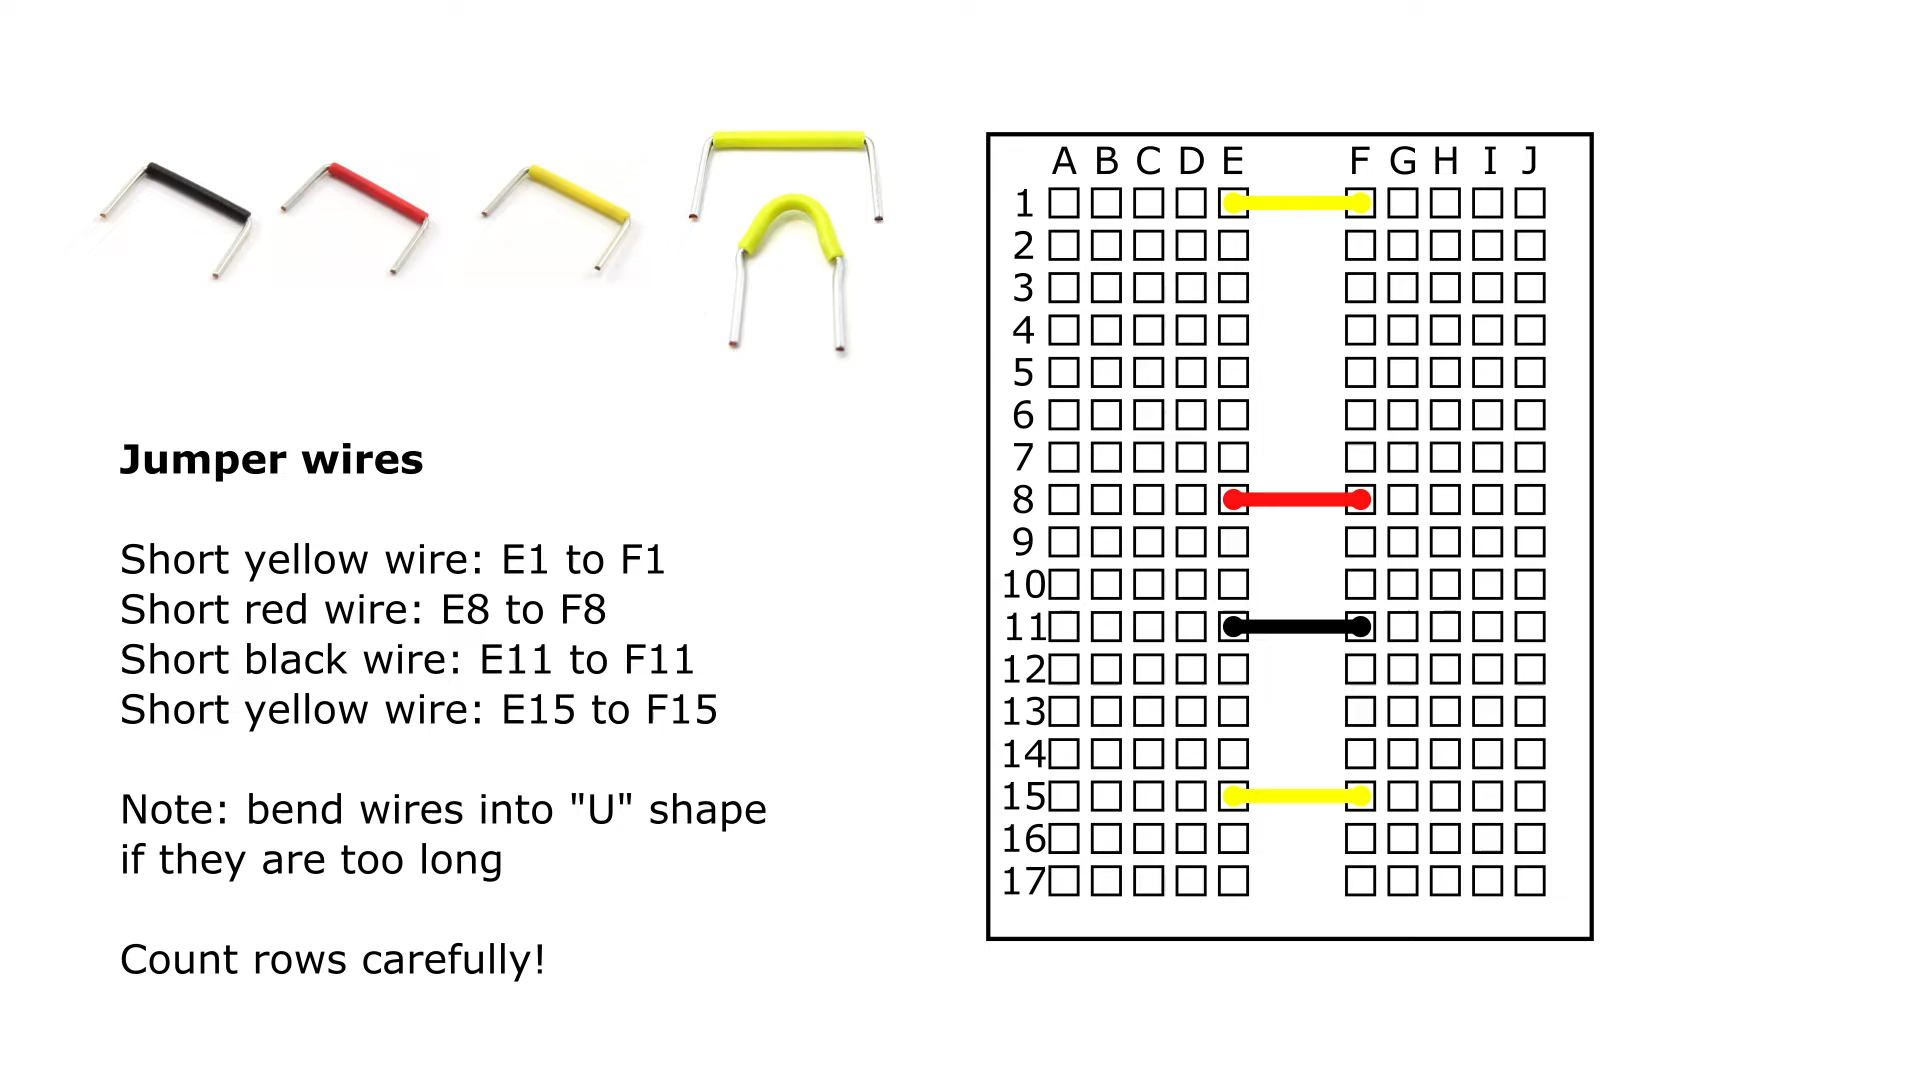 Jumper wires
Short yellow wire: E1 to F1
Short red wire: E8 to F8
Short black wire: E11 to F11
Short yellow wire: E15 to F15
Note: bend wires into "U" shape
if they are too long
Count rows carefully!
A B C D E F G H I J
1
2
3
4
5
6
7
8
9
10
11
12
13
14
15
16
17